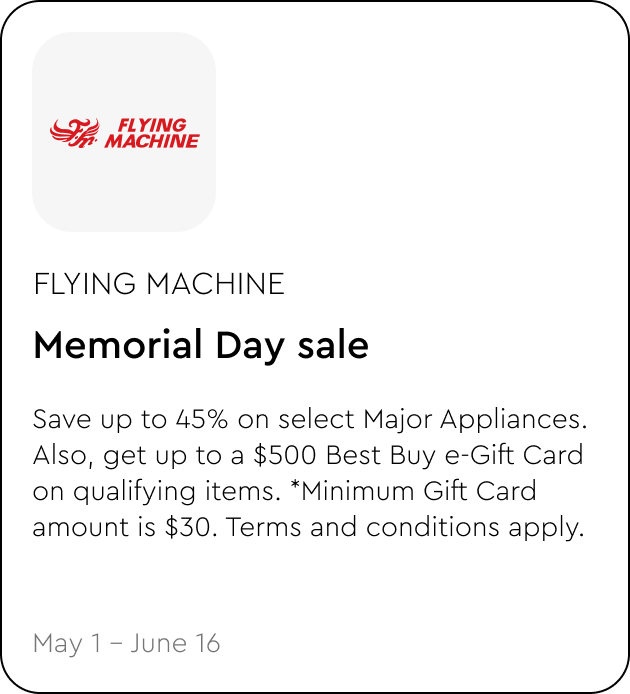 FLYING
MACHINE
FLYING MACHINE
Memorial Day sale
Save up to 45% on select Major Appliances.
Also, get up to a $500 Best Buy e-Gift Card
on qualifying items. *Minimum Gift Card
amount is $30. Terms and conditions apply.
May 1 – June 16